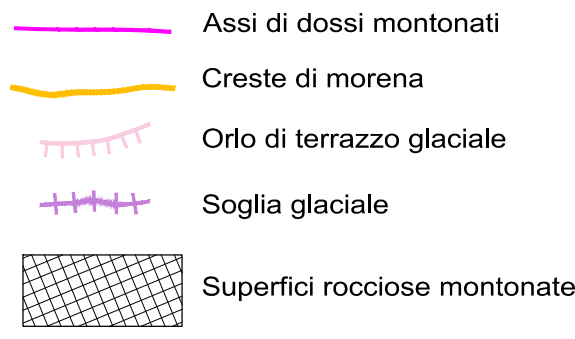 Assi di dossi montonati
Creste di morena
Orlo di terrazzo glaciale
Soglia glaciale
Superfici rocciose montonate